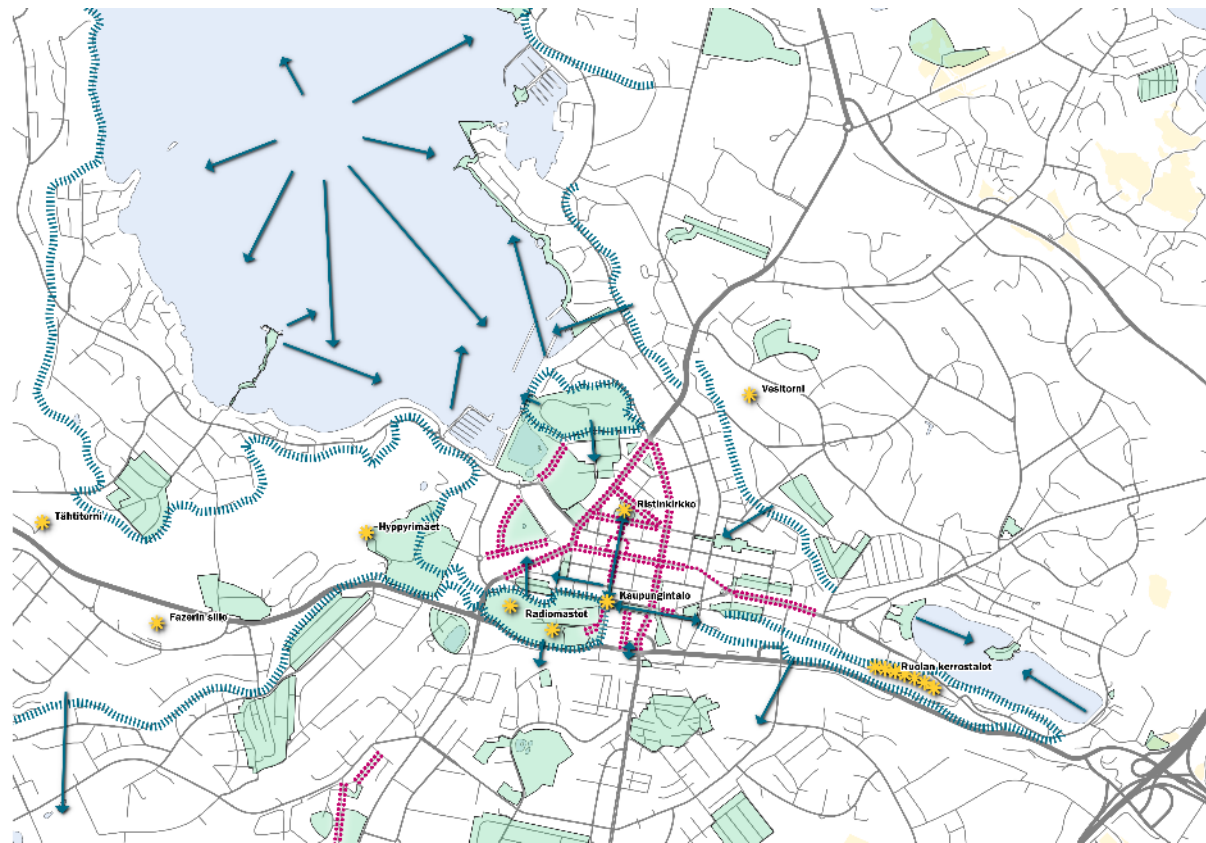 Vesitorni
Ristinkirkko
Tähtitorni
Hyppyrimäet
Kaupungintalo
Radiomastot
Fazerin siilo
Ruolan kerrostalot